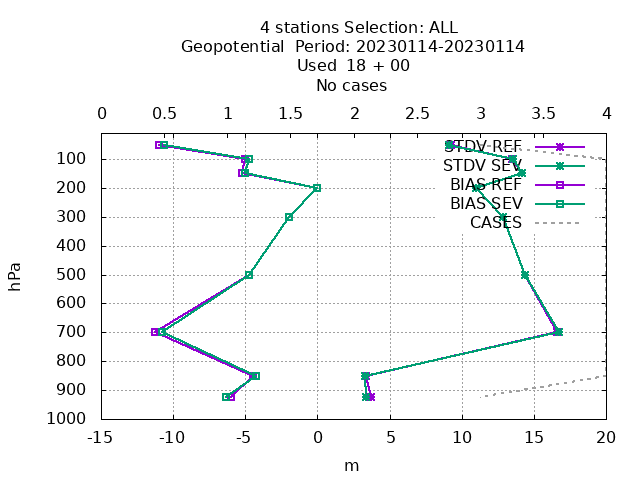 4 stations Selection: ALL
Geopotential  Period: 20230114-20230114
Used  18 + 00
No cases
0 0.5 1 1.5 2 2.5 3 3.5 4
STDV REF
STDV SEV
BIAS REF
BIAS SEV
CASES
100
200
300
400
500
600
700
800
900
1000
hPa
-15 -10 -5 0 5 10 15 20
m